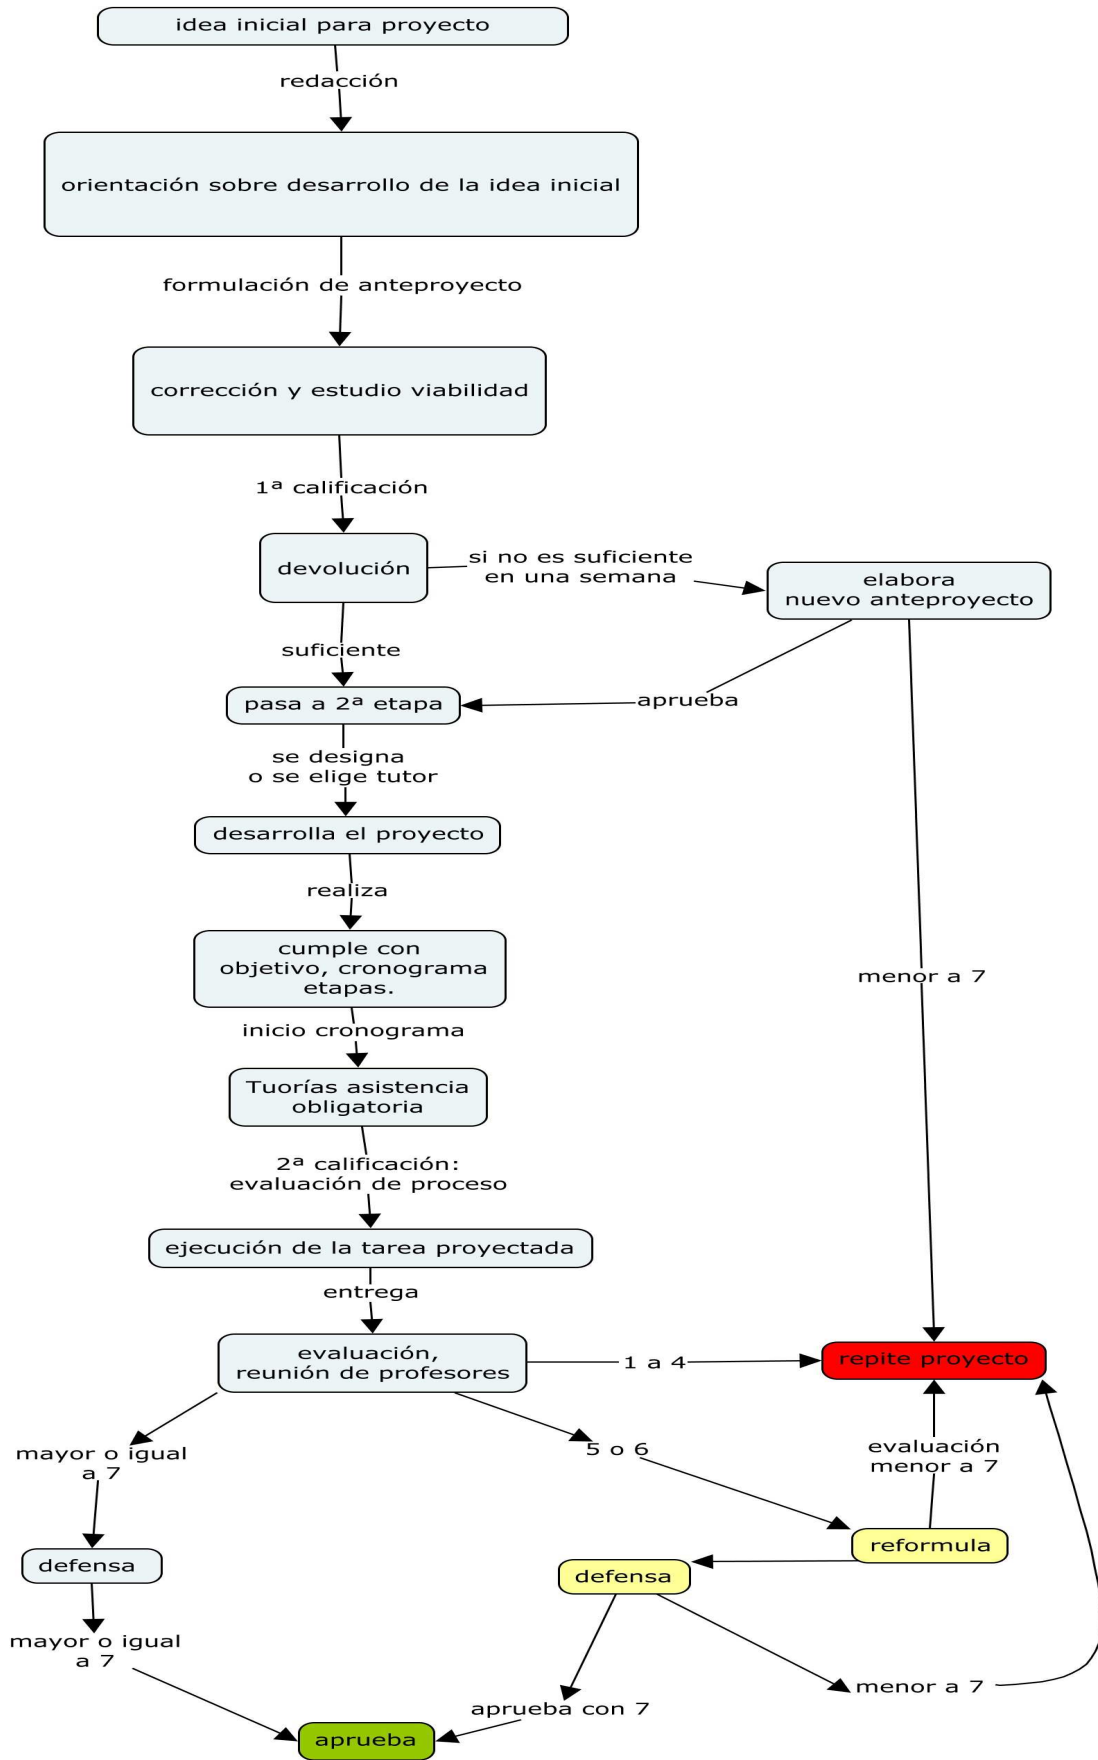 idea inicial para proyecto
redacción
orientación sobre desarrollo de la idea inicial
formulación de anteproyecto
corrección y estudio viabilidad
1ª calificación
devolución
si no es suficiente
en una semana
elabora
nuevo anteproyecto
suficiente
pasa a 2ª etapa
aprueba
se designa
o se elige tutor
desarrolla el proyecto
realiza
cumple con
objetivo, cronograma
etapas.
menor a 7
inicio cronograma
Tuorías asistencia
obligatoria
2ª calificación:
evaluación de proceso
ejecución de la tarea proyectada
entrega
evaluación,
reunión de profesores
1 a 4
repite proyecto
mayor o igual
a 7
5 o 6
evaluación
menor a 7
reformula
defensa
defensa
mayor o igual
a 7
menor a 7
aprueba con 7
aprueba